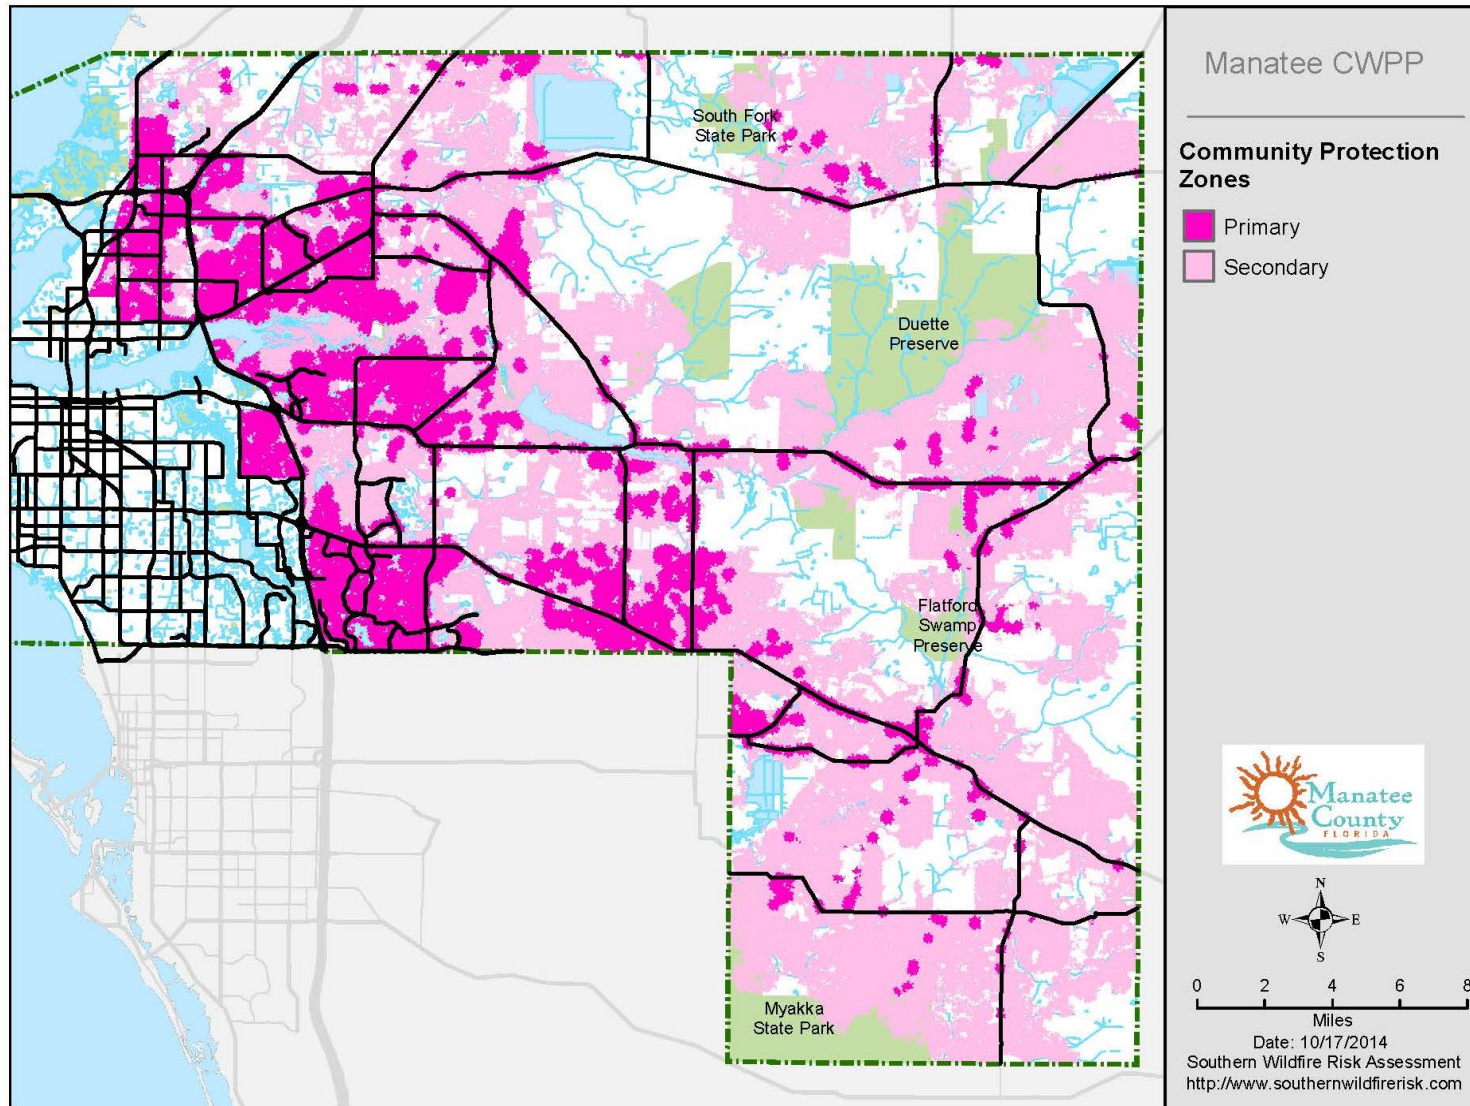 Manatee CWPP
Community Protection
Zones
Primary
Secondary
South Fork
State Park
Duette
Preserve
Flatford
Swamp
Preserve
Myakka
State Park
Manatee
County
FLORIDA
N
W E
S
0 2 4 6 8
Miles
Date: 10/17/2014
Southern Wildfire Risk Assessment
http://www.southernwildfirerisk.com